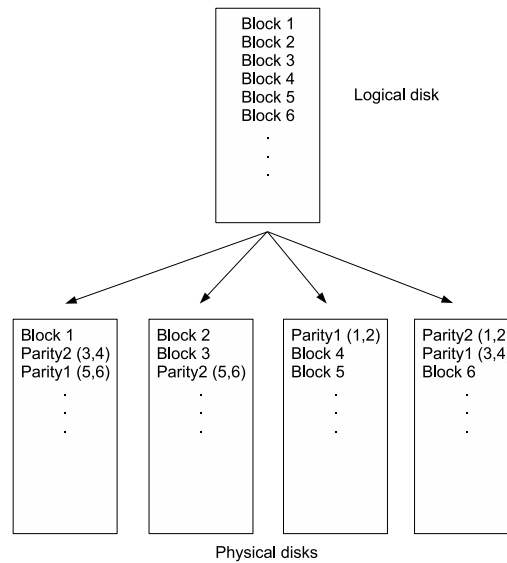 Block 1
Block 2
Block 3
Block 4
Block 5
Block 6
.
.
.
Logical disk
Block 1
Parity2 (3,4)
Parity1 (5,6)
.
.
.
Block 2
Block 3
Parity2 (5,6)
.
.
.
Parity1 (1,2)
Block 4
Block 5
.
.
.
Parity2 (1,2
Parity1 (3,4
Block 6
.
.
.
Physical disks